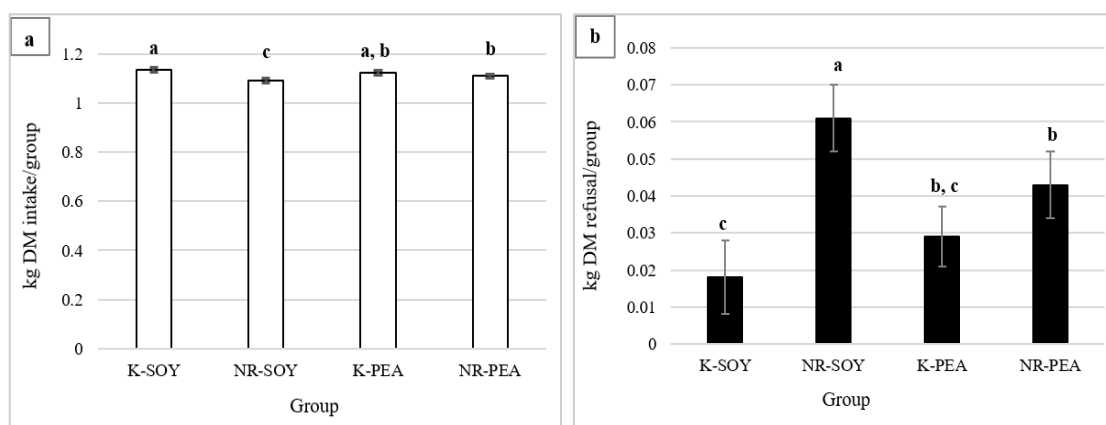 a
a
c
a, b
b
1.2
1
0.8
0.6
0.4
0.2
0
kg DM intake/group
K-SOY NR-SOY K-PEA NR-PEA
Group
b
a
b
b, c
c
0.08
0.07
0.06
0.05
0.04
0.03
0.02
0.01
0
kg DM refusal/group
K-SOY NR-SOY K-PEA NR-PEA
Group